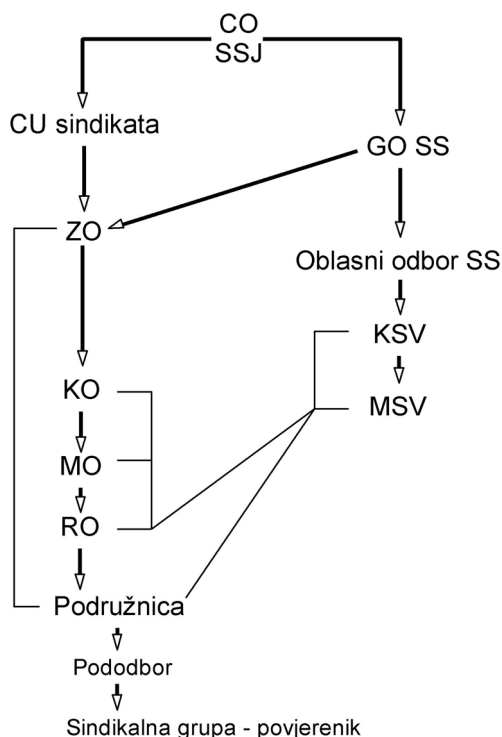 CO
SSJ
CU sindikata
GO SS
ZO
Oblasni odbor SS
KSV
KO
MSV
MO
RO
Podružnica
Pododbor
Sindikalna grupa - povjerenik